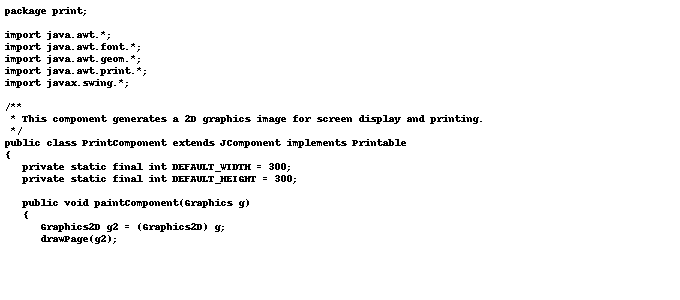 package print;

import java.awt.*;
import java.awt.font.*;
import java.awt.geom.*;
import java.awt.print.*;
import javax.swing.*;

/**
 * This component generates a 2D graphics image for screen display and printing.
 */
public class PrintComponent extends JComponent implements Printable
{
   private static final int DEFAULT_WIDTH = 300;
   private static final int DEFAULT_HEIGHT = 300;

   public void paintComponent(Graphics g)
   {
      Graphics2D g2 = (Graphics2D) g;
      drawPage(g2);